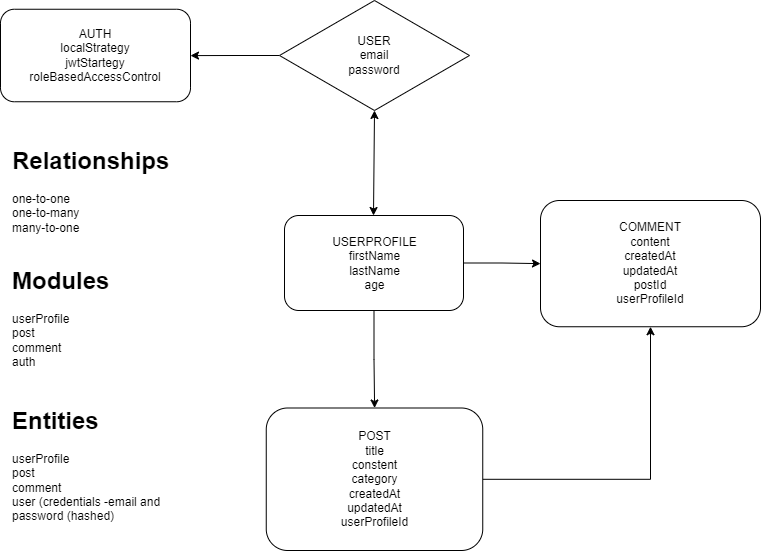 AUTH
localStrategy
jwtStartegy
roleBasedAccessControl
USER
email
password
Relationships
one-to-one
one-to-many
many-to-one
USERPROFILE
firstName
lastName
age
COMMENT
content
createdAt
updatedAt
postId
userProfileId
Modules
userProfile
post
comment
auth
Entities
userProfile
post
comment
user (credentials -email and
password (hashed)
POST
title
constent
category
createdAt
updatedAt
userProfileId